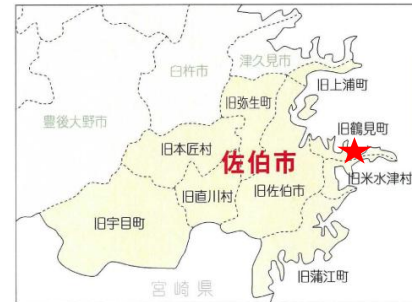 臼杵市
津久見市
旧上浦町
旧弥生町
豊後大野市
旧鶴見町
旧本匠村
佐伯市
旧米水津村
旧直川村
旧佐伯市
旧宇目町
旧蒲江町
宮崎県